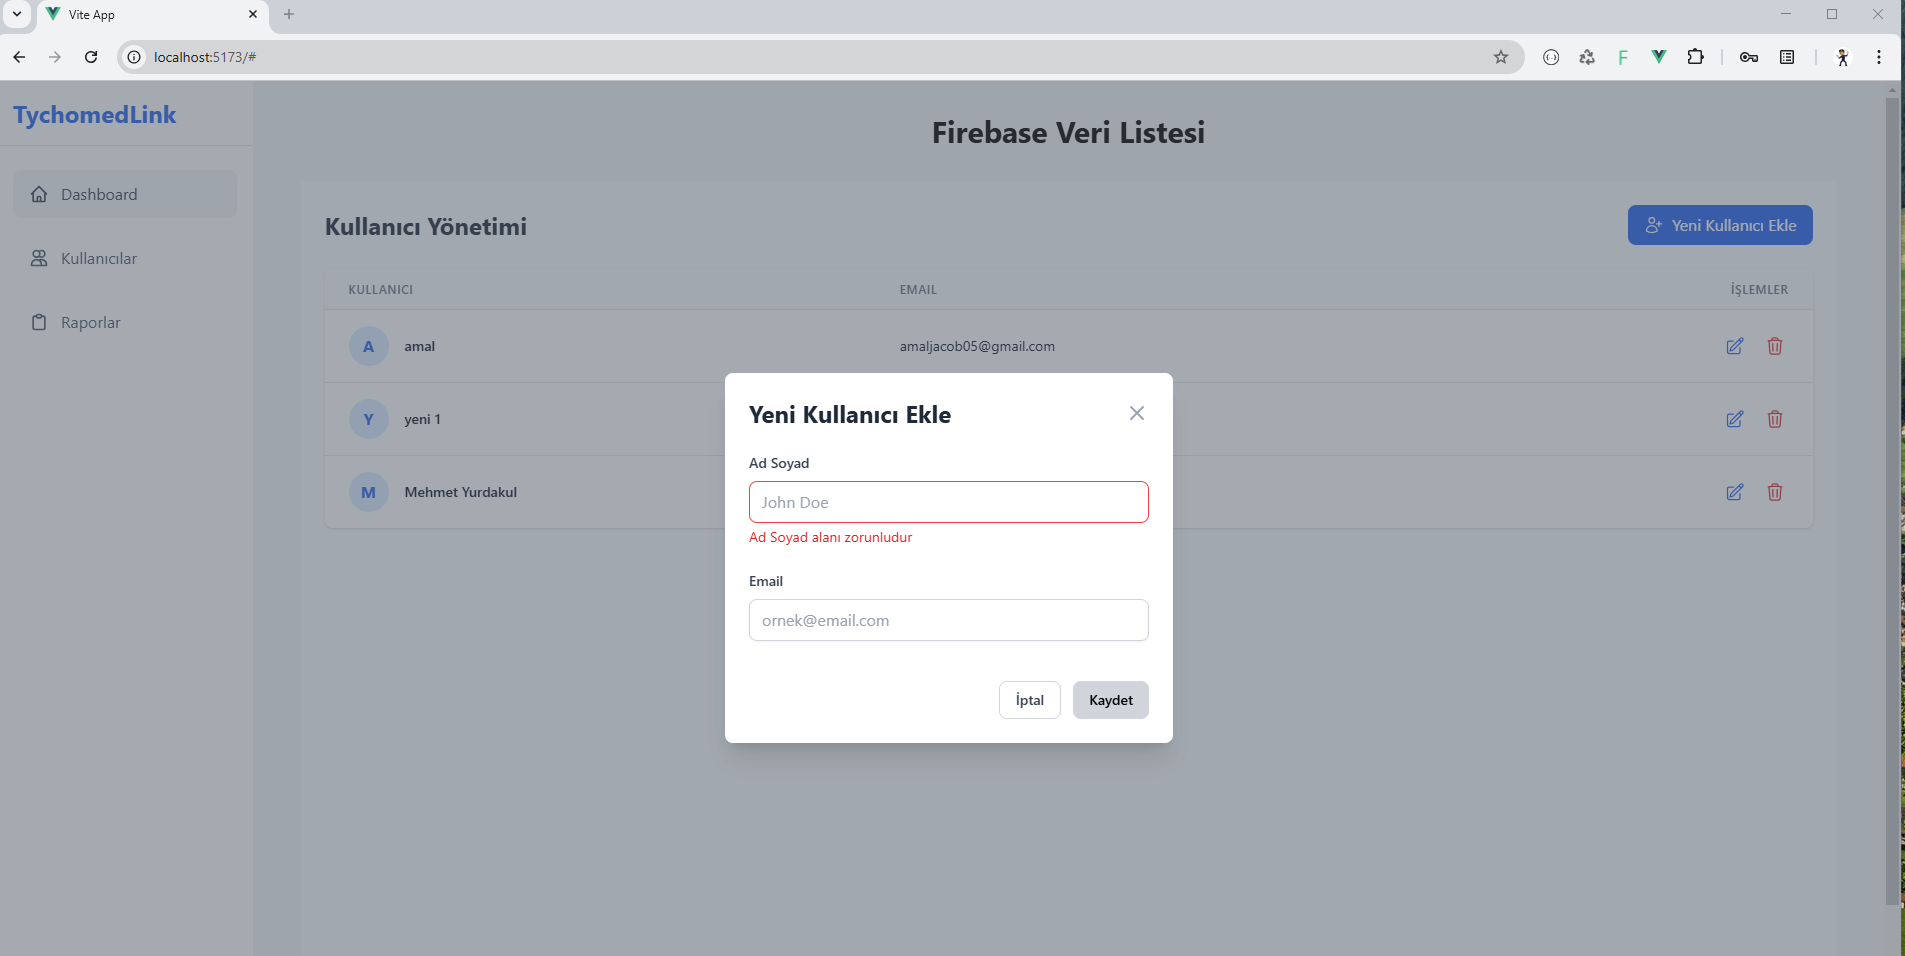 Vite App
localhost:5173/#
F
TychomedLink
Dashboard
Kullanıcılar
Raporlar
Firebase Veri Listesi
Kullanıcı Yönetimi
Yeni Kullanıcı Ekle
KULLANICI EMAIL İŞLEMLER
A amal amaljacob05@gmail.com
Y yeni 1
M Mehmet Yurdakul
Yeni Kullanıcı Ekle
Ad Soyad
John Doe
Ad Soyad alanı zorunludur
Email
ornek@email.com
İptal Kaydet